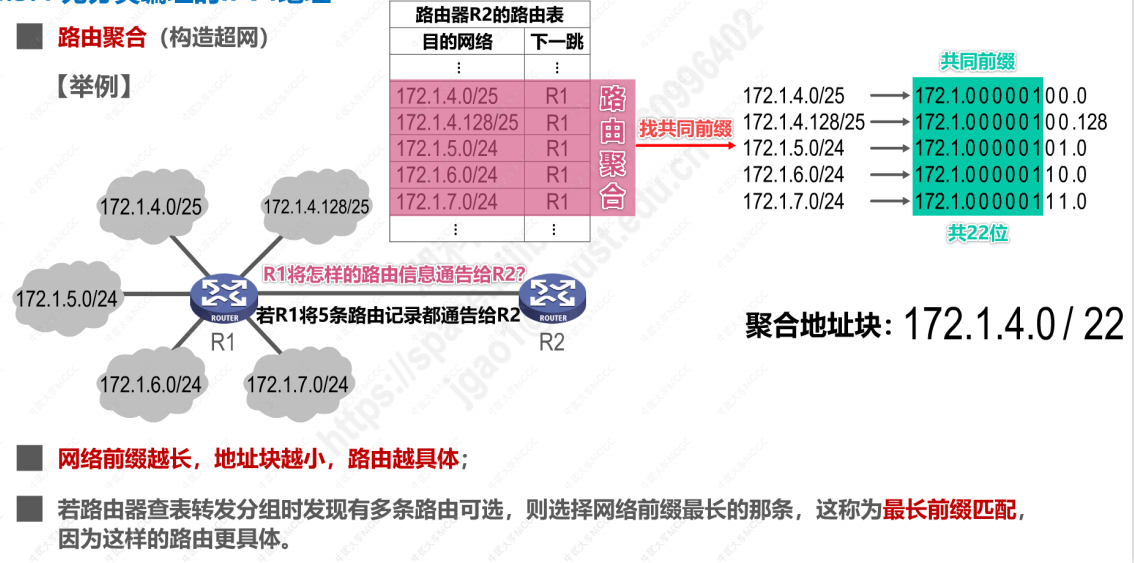 路由聚合（构造超网）
【举例】
路由器R2的路由表
目的网络 下一跳
⋮ ⋮
172.1.4.0/25 R1
172.1.4.128/25 R1
172.1.5.0/24 R1
172.1.6.0/24 R1
172.1.7.0/24 R1
⋮ ⋮
路由聚合
找共同前缀
共同前缀
172.1.4.0/25 172.1.00000100.0
172.1.4.128/25 172.1.00000100.128
172.1.5.0/24 172.1.00000101.0
172.1.6.0/24 172.1.00000110.0
172.1.7.0/24 172.1.00000111.0
共22位
172.1.4.0/25
172.1.4.128/25
172.1.5.0/24
172.1.6.0/24
172.1.7.0/24
R1将怎样的路由信息通告给R2？
若R1将5条路由记录都通告给R2
ROUTER
R1
ROUTER
R2
聚合地址块：172.1.4.0 / 22
网络前缀越长，地址块越小，路由越具体；
若路由器查表转发分组时发现有多条路由可选，则选择网络前缀最长的那条，这称为最长前缀匹配，
因为这样的路由更具体。